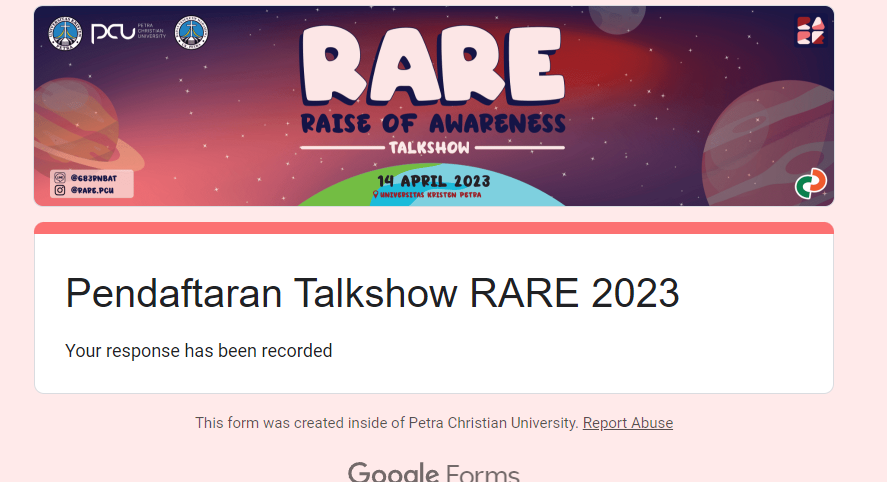 PCU
PETRA
CHRISTIAN
UNIVERSITY
RARE
RAISE OF AWARENESS
TALKSHOW
14 APRIL 2023
UNIVERSITAS KRISTEN PETRA
@683PNBAT
@RARE.PCU
Pendaftaran Talkshow RARE 2023
Your response has been recorded
This form was created inside of Petra Christian University. Report Abuse
Google Forms